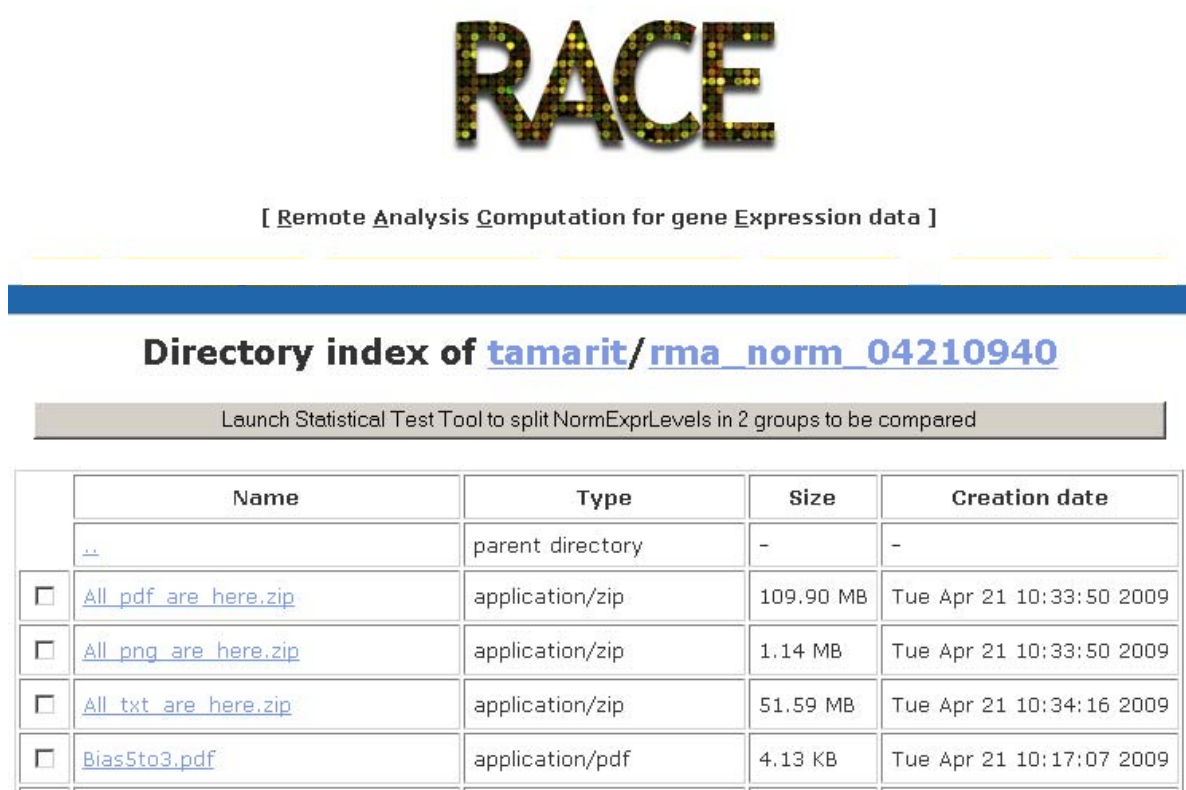 RACE
[ Remote Analysis Computation for gene Expression data ]
Directory index of tamarit/rma_norm_04210940
Launch Statistical Test Tool to split NormExprLevels in 2 groups to be compared
Name Type Size Creation date
.. parent directory - -
All_pdf_are_here.zip application/zip 109.90 MB Tue Apr 21 10:33:50 2009
All_png_are_here.zip application/zip 1.14 MB Tue Apr 21 10:33:50 2009
All_txt_are_here.zip application/zip 51.59 MB Tue Apr 21 10:34:16 2009
Bias5to3.pdf application/pdf 4.13 KB Tue Apr 21 10:17:07 2009